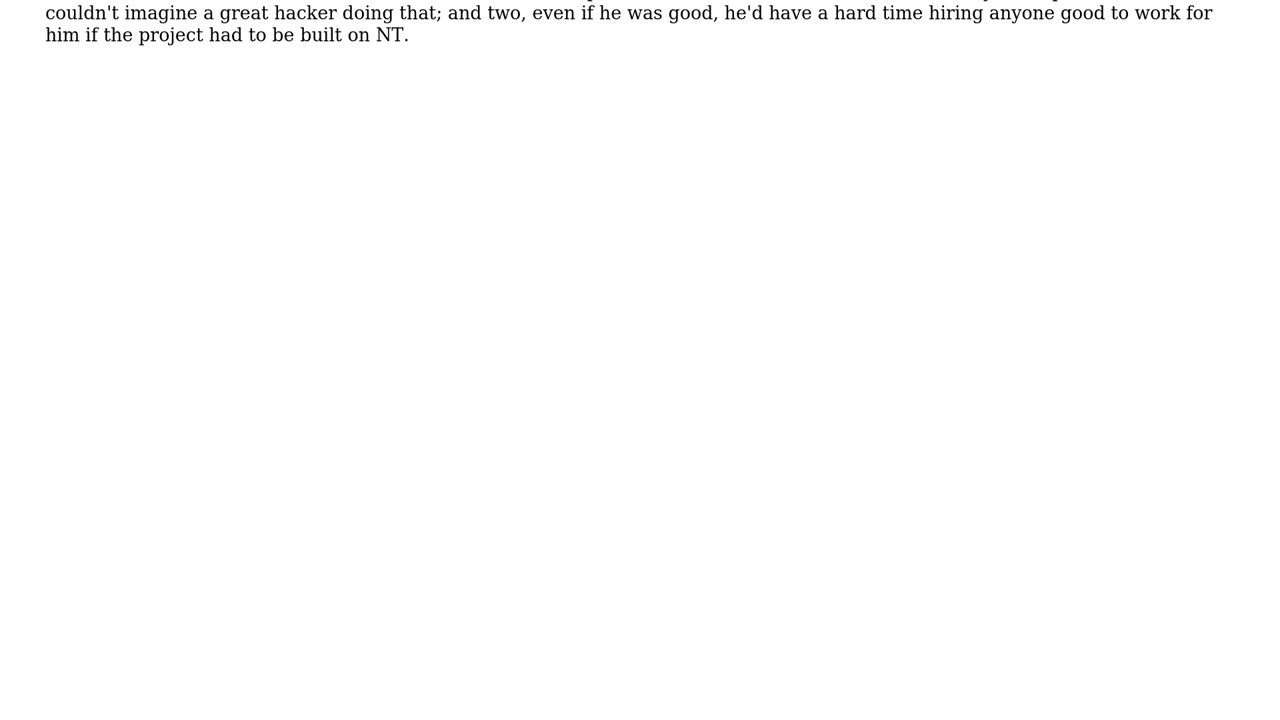 couldn't imagine a great hacker doing that; and two, even if he was good, he'd have a hard time hiring anyone good to work for
him if the project had to be built on NT.